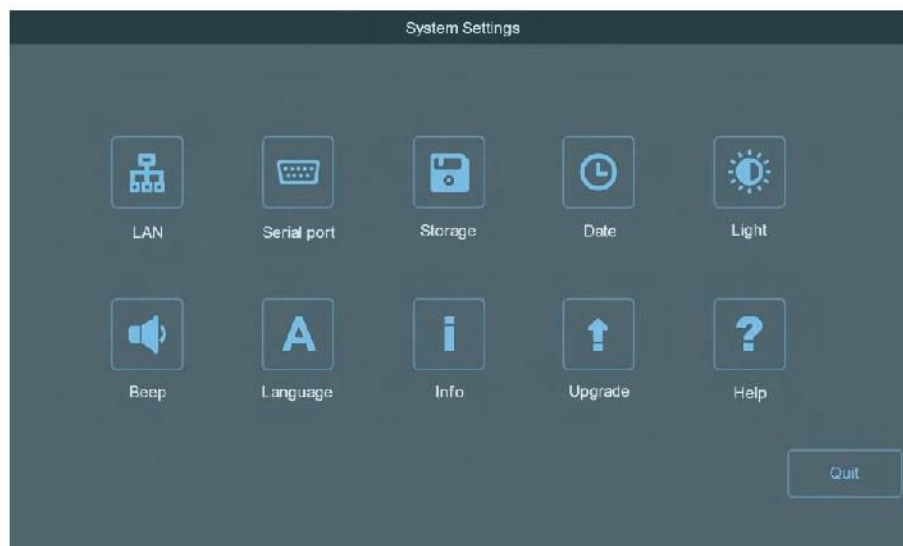 System Settings
LAN Serial port Storage Date Light
Beep Language Info Upgrade Help
Quit